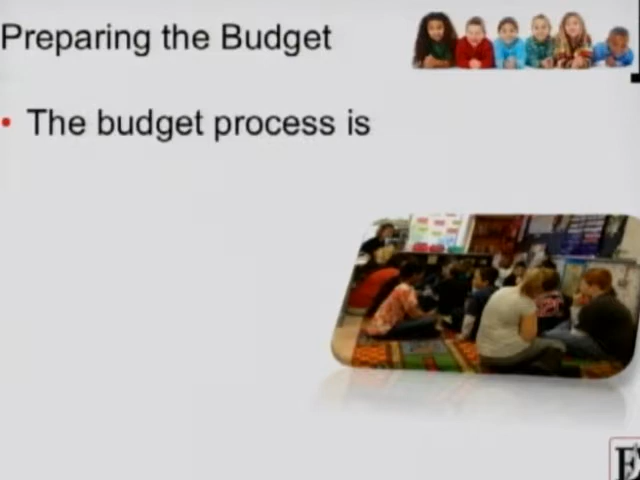 Preparing the Budget
• The budget process is
E